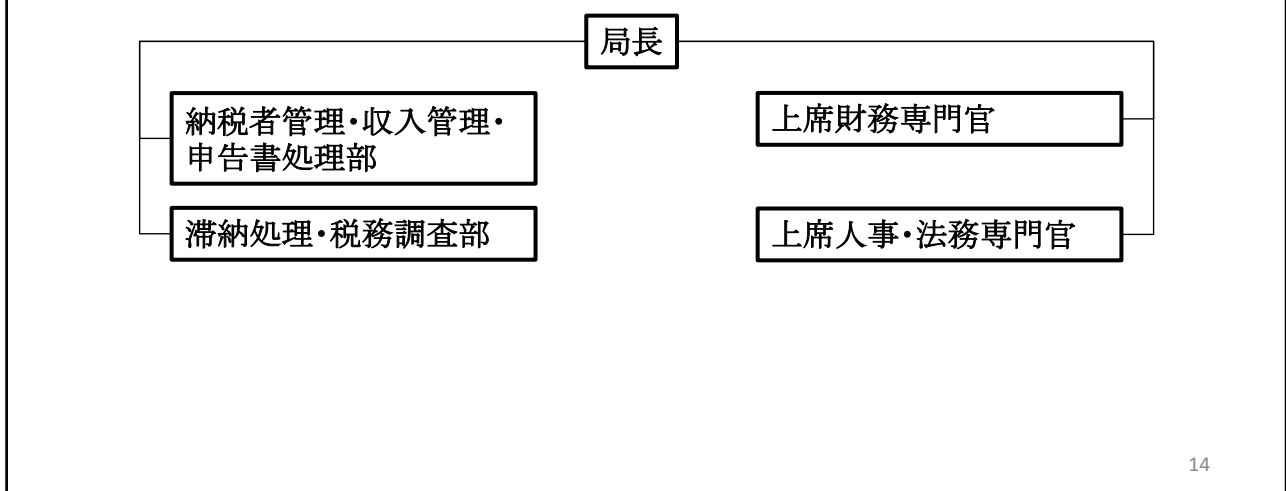 局長
納税者管理・収入管理・
申告書処理部
滞納処理・税務調査部
上席財務専門官
上席人事・法務専門官
14